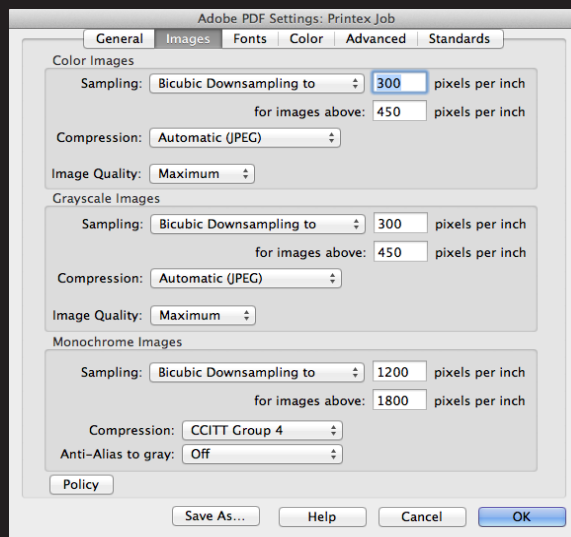 Adobe PDF Settings: Printex Job
General Images Fonts Color Advanced Standards
Color Images
Sampling: Bicubic Downsampling to 300 pixels per inch
for images above: 450 pixels per inch
Compression: Automatic (JPEG)
Image Quality: Maximum
Grayscale Images
Sampling: Bicubic Downsampling to 300 pixels per inch
for images above: 450 pixels per inch
Compression: Automatic (JPEG)
Image Quality: Maximum
Monochrome Images
Sampling: Bicubic Downsampling to 1200 pixels per inch
for images above: 1800 pixels per inch
Compression: CCITT Group 4
Anti-Alias to gray: Off
Policy
Save As... Help Cancel OK